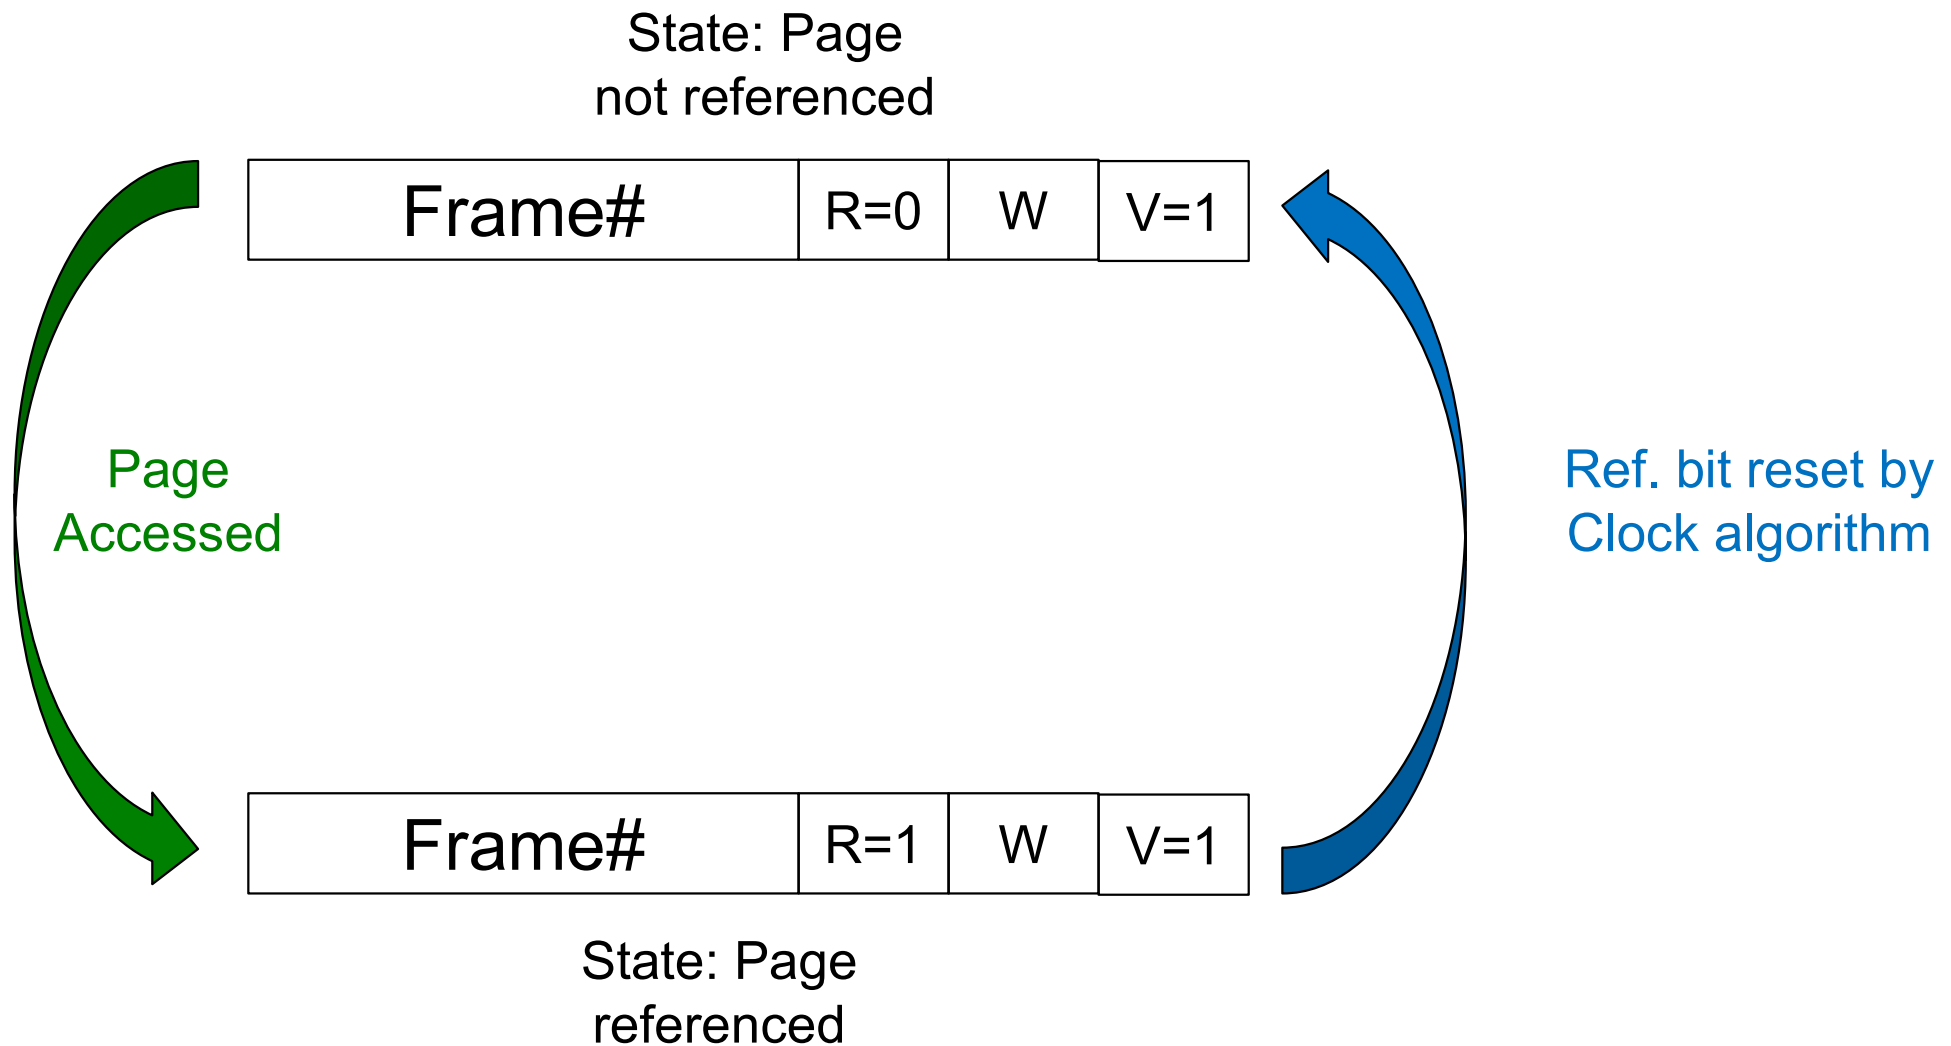 State: Page
not referenced
Frame# R=0 W V=1
Page
Accessed
Ref. bit reset by
Clock algorithm
Frame# R=1 W V=1
State: Page
referenced